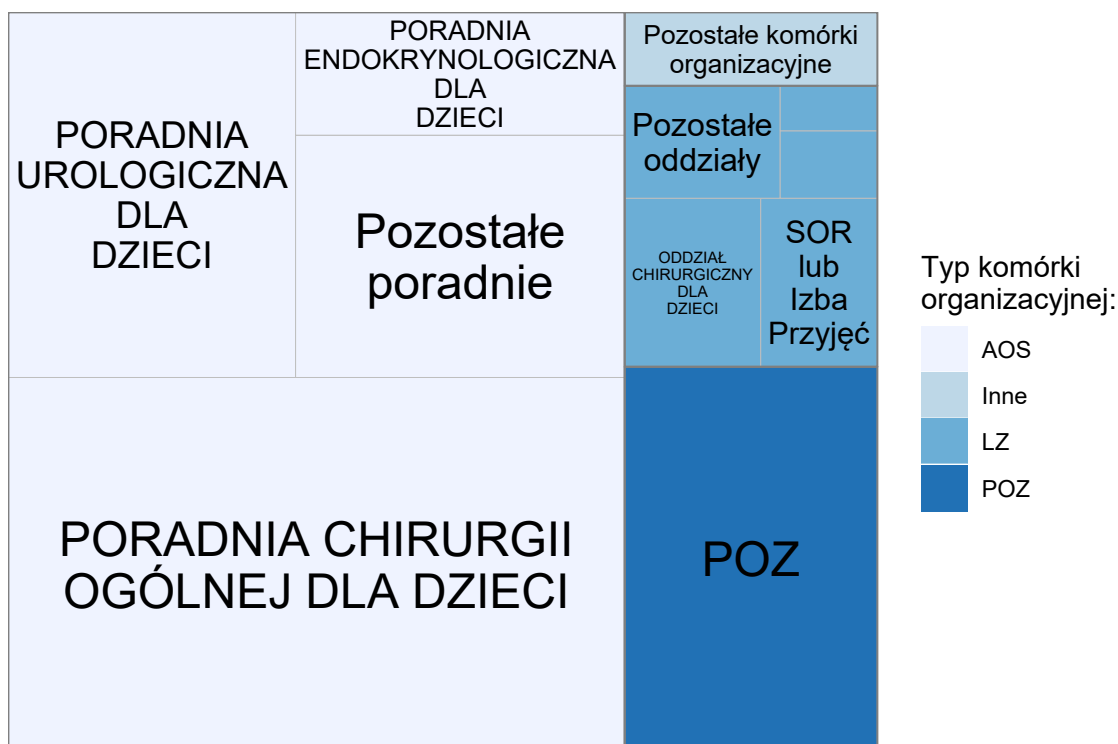 PORADNIA
UROLOGICZNA
DLA
DZIECI
PORADNIA
ENDOKRYNOLOGICZNA
DLA
DZIECI
Pozostałe
poradnie
PORADNIA CHIRURGII
OGÓLNEJ DLA DZIECI
Pozostałe komórki
organizacyjne
Pozostałe
oddziały
ODDZIAŁ
CHIRURGICZNY
DLA
DZIECI
SOR
lub
Izba
Przyjęć
POZ
Typ komórki
organizacyjnej:
AOS
Inne
LZ
POZ